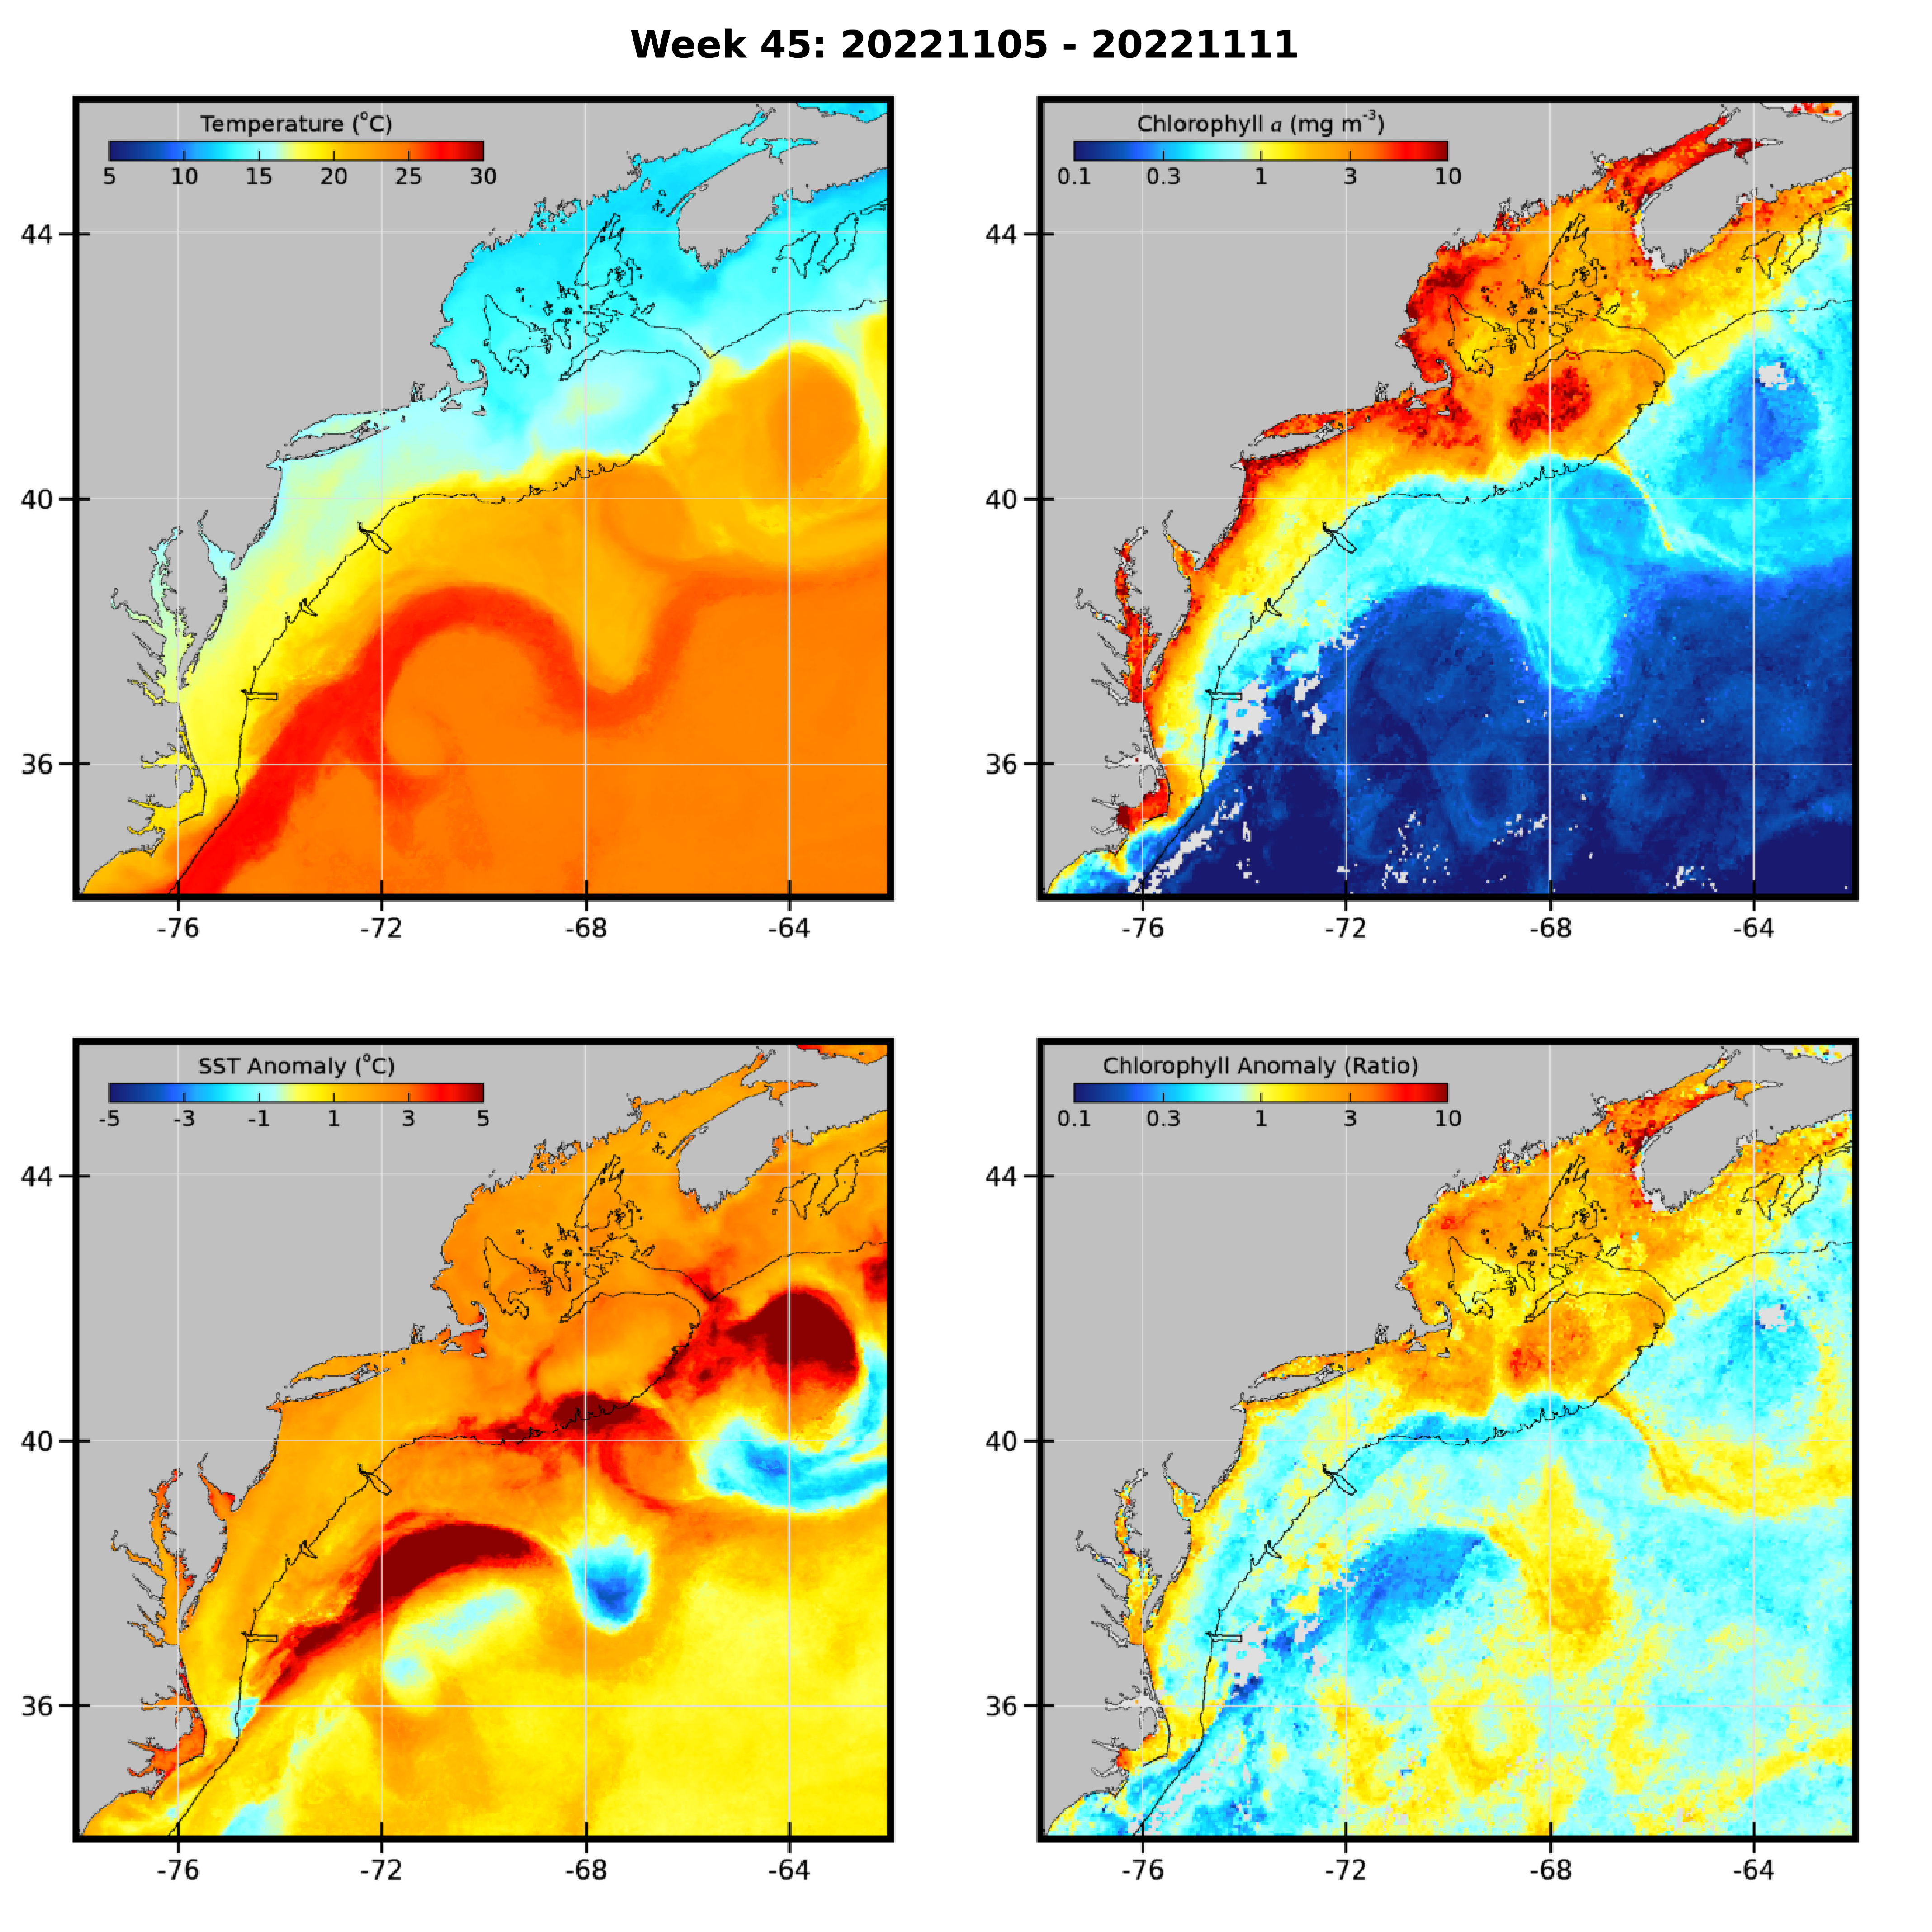 Week 45: 20221105 - 20221111
Temperature (°C)
5 10 15 20 25 30
44
40
36
-76 -72 -68 -64
Chlorophyll a (mg m⁻³)
0.1 0.3 1 3 10
44
40
36
-76 -72 -68 -64
SST Anomaly (°C)
-5 -3 -1 1 3 5
44
40
36
-76 -72 -68 -64
Chlorophyll Anomaly (Ratio)
0.1 0.3 1 3 10
44
40
36
-76 -72 -68 -64